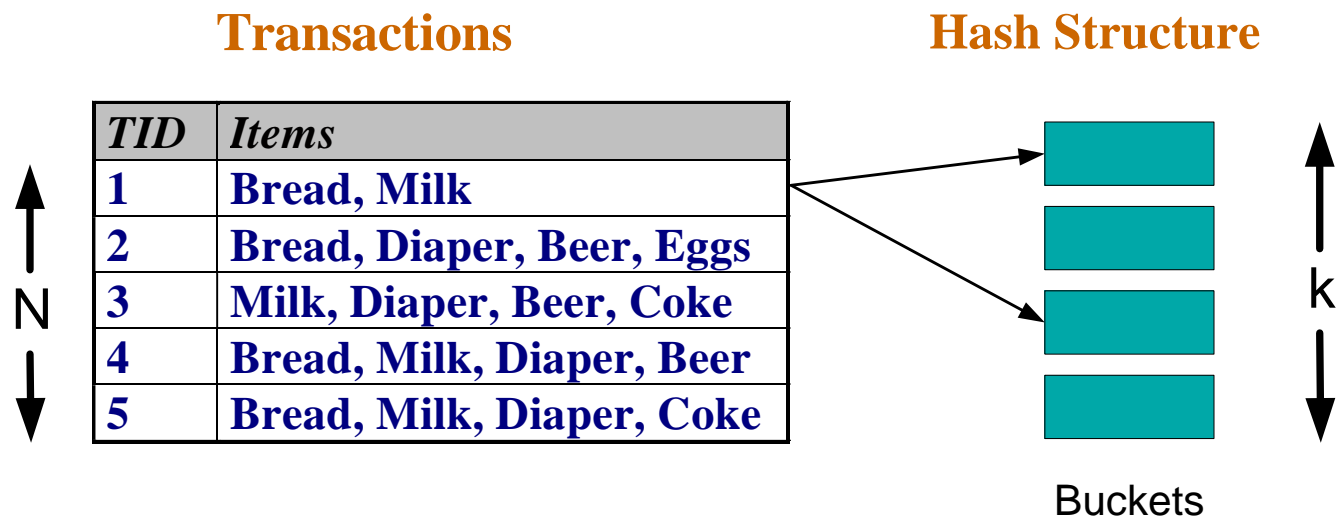 Transactions
Hash Structure
TID Items
1 Bread, Milk
2 Bread, Diaper, Beer, Eggs
3 Milk, Diaper, Beer, Coke
4 Bread, Milk, Diaper, Beer
5 Bread, Milk, Diaper, Coke
N
k
Buckets